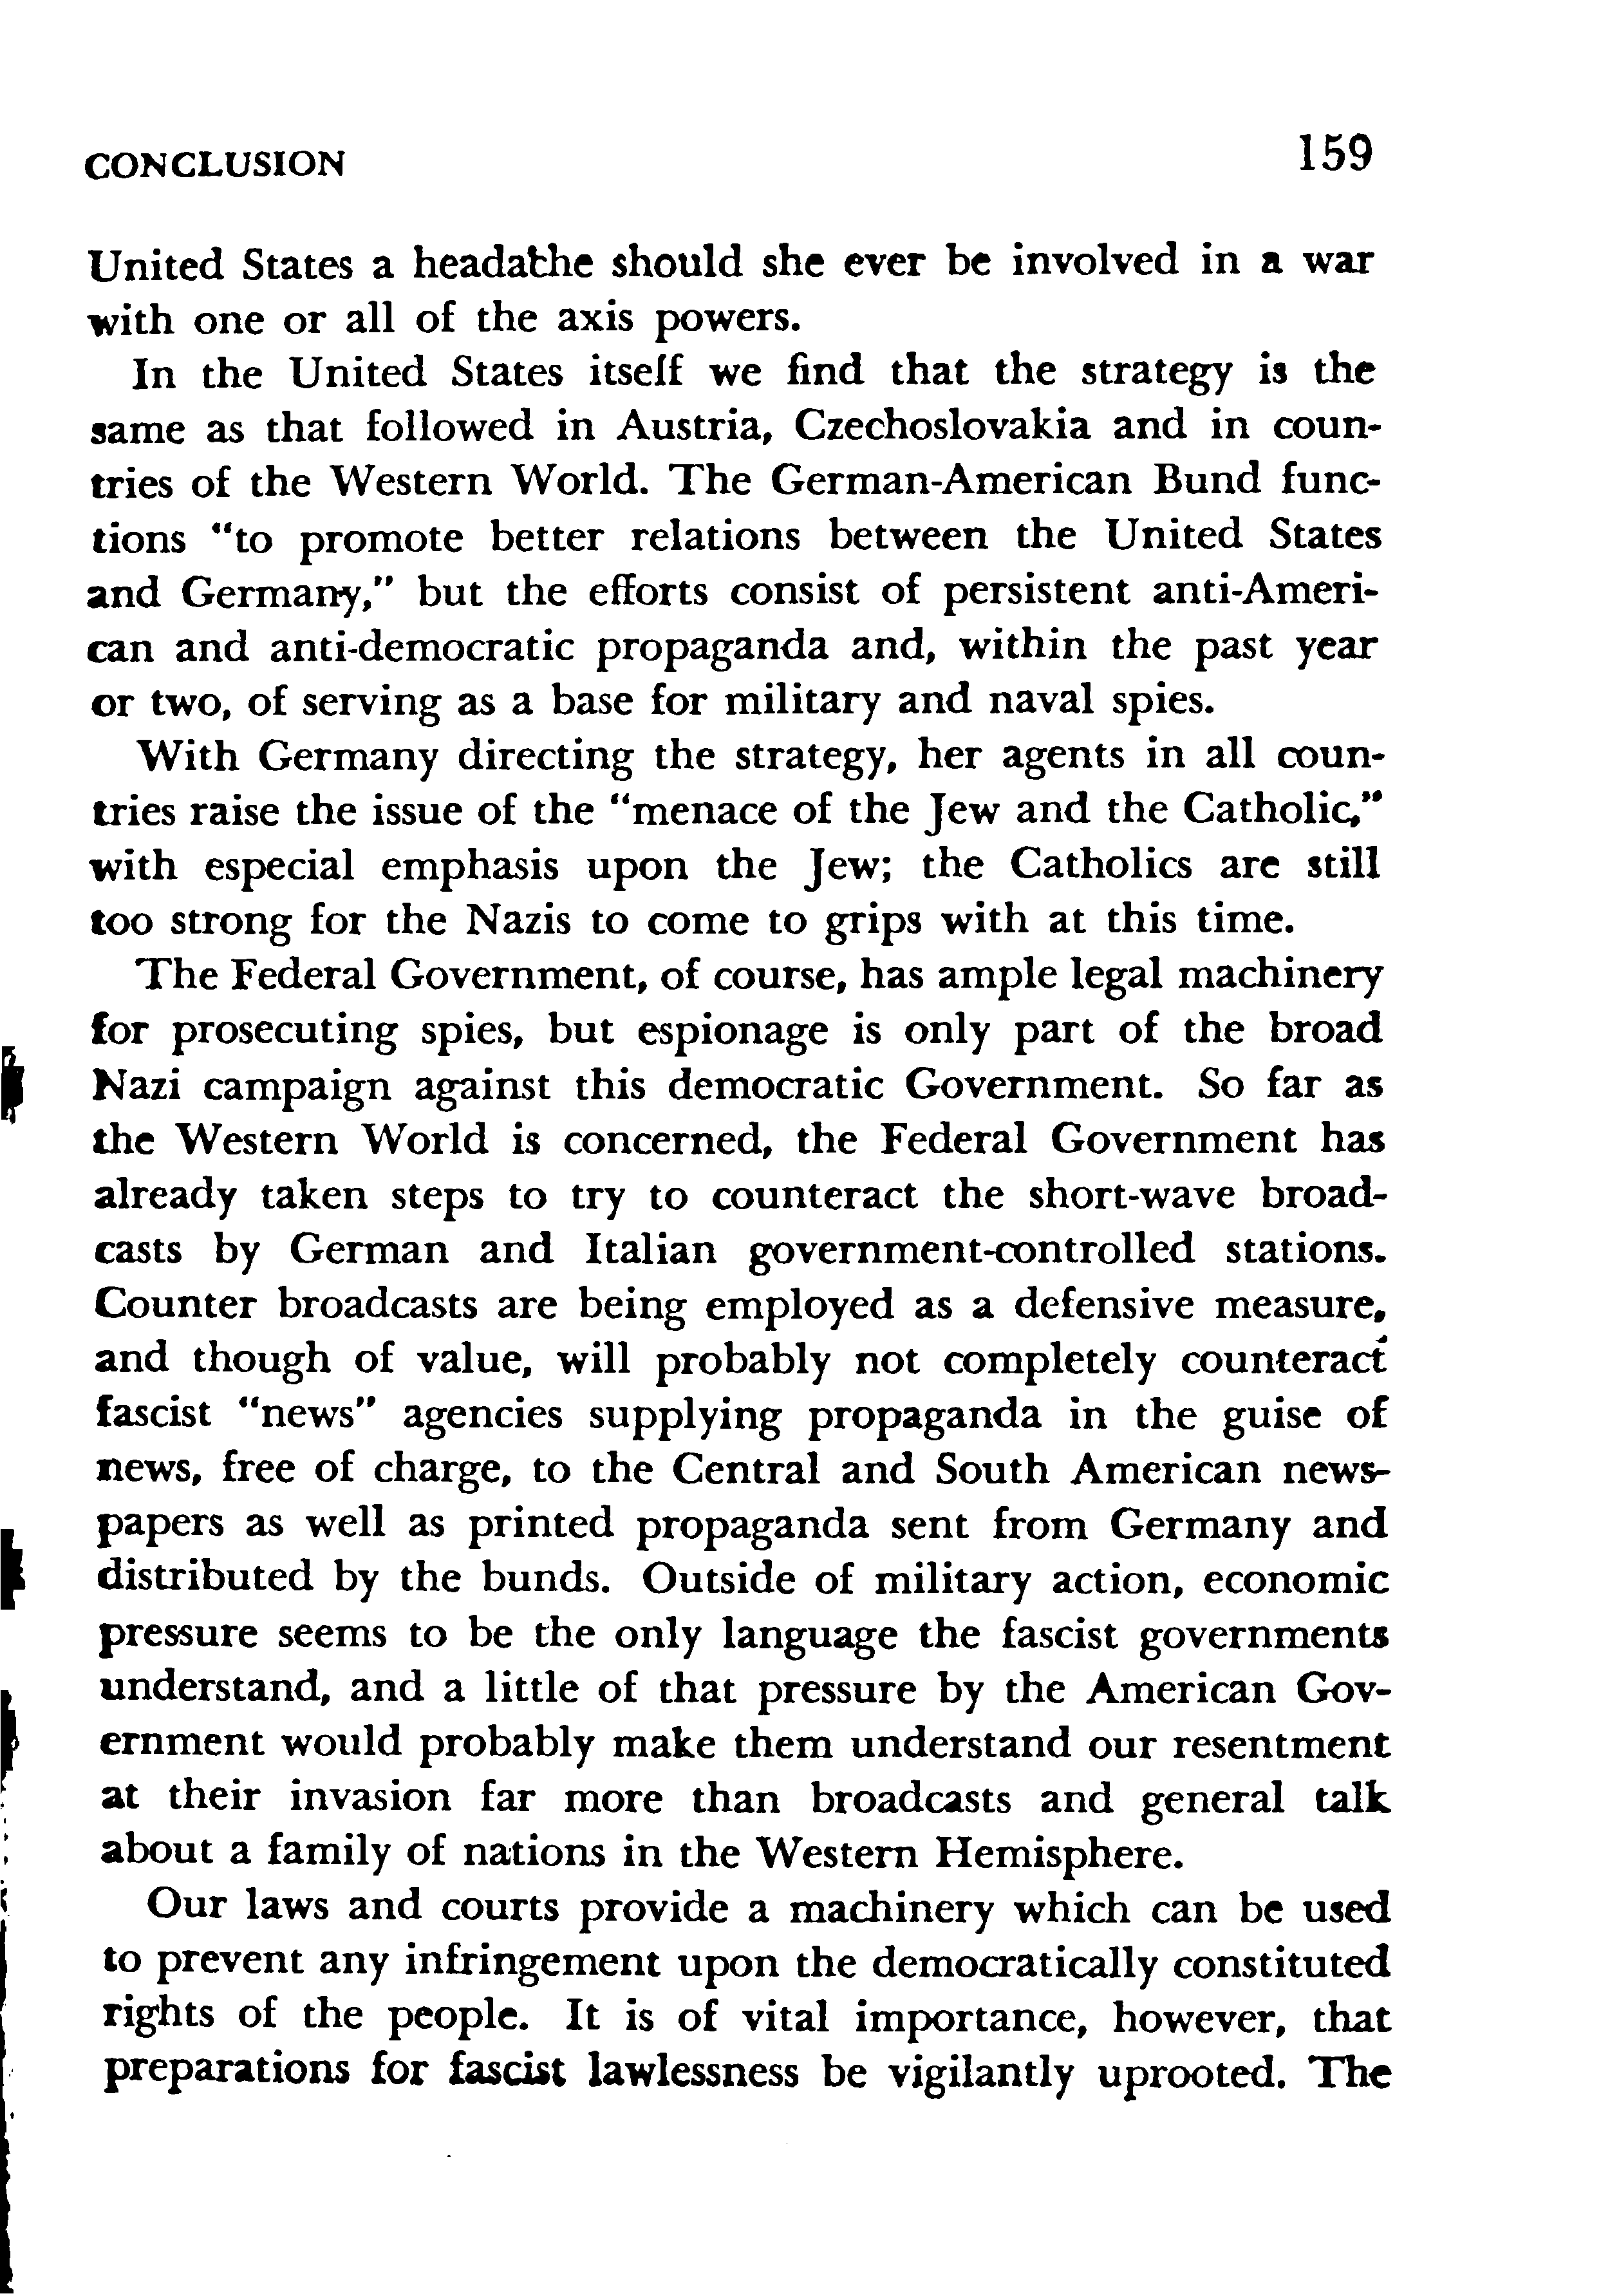 CONCLUSION 159
United States a headathe should she ever be involved in a war
with one or all of the axis powers.
In the United States itself we find that the strategy is the
same as that followed in Austria, Czechoslovakia and in coun-
tries of the Western World. The German-American Bund func-
tions "to promote better relations between the United States
and Germany," but the efforts consist of persistent anti-Ameri-
can and anti-democratic propaganda and, within the past year
or two, of serving as a base for military and naval spies.
With Germany directing the strategy, her agents in all coun-
tries raise the issue of the "menace of the Jew and the Catholic,"
with especial emphasis upon the Jew; the Catholics are still
too strong for the Nazis to come to grips with at this time.
The Federal Government, of course, has ample legal machinery
for prosecuting spies, but espionage is only part of the broad
Nazi campaign against this democratic Government. So far as
the Western World is concerned, the Federal Government has
already taken steps to try to counteract the short-wave broad-
casts by German and Italian government-controlled stations.
Counter broadcasts are being employed as a defensive measure,
and though of value, will probably not completely counteract
fascist "news" agencies supplying propaganda in the guise of
news, free of charge, to the Central and South American news-
papers as well as printed propaganda sent from Germany and
distributed by the bunds. Outside of military action, economic
pressure seems to be the only language the fascist governments
understand, and a little of that pressure by the American Gov-
ernment would probably make them understand our resentment
at their invasion far more than broadcasts and general talk
about a family of nations in the Western Hemisphere.
Our laws and courts provide a machinery which can be used
to prevent any infringement upon the democratically constituted
rights of the people. It is of vital importance, however, that
preparations for fascist lawlessness be vigilantly uprooted. The